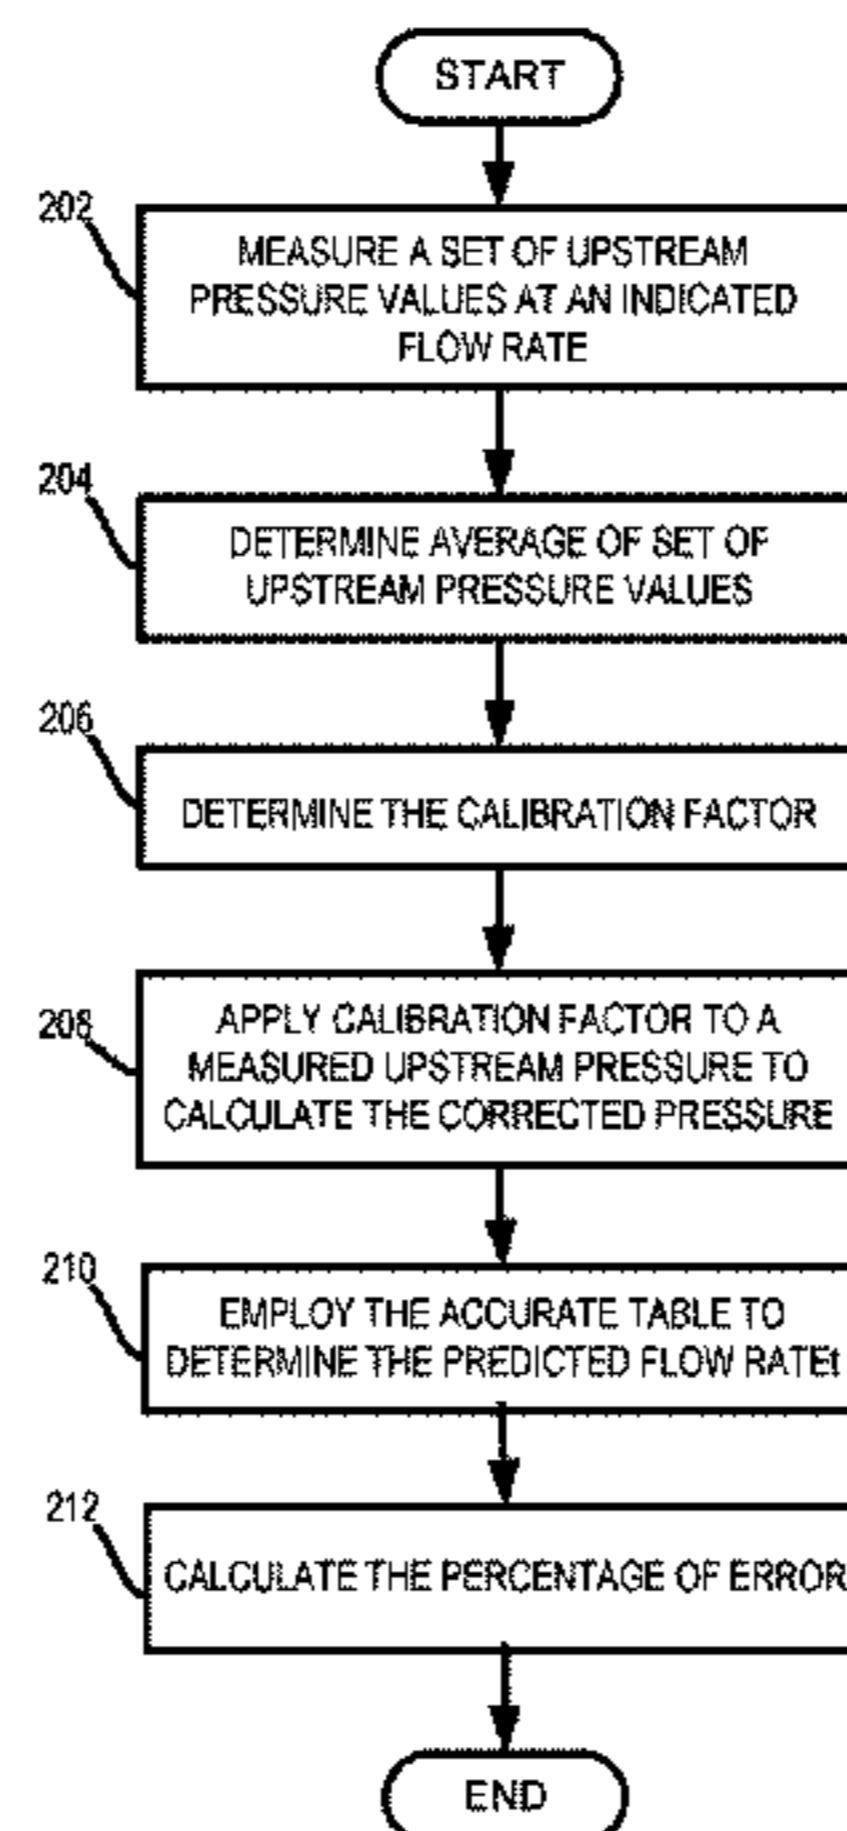 START
202
MEASURE A SET OF UPSTREAM
PRESSURE VALUES AT AN INDICATED
FLOW RATE
204
DETERMINE AVERAGE OF SET OF
UPSTREAM PRESSURE VALUES
206
DETERMINE THE CALIBRATION FACTOR
208
APPLY CALIBRATION FACTOR TO A
MEASURED UPSTREAM PRESSURE TO
CALCULATE THE CORRECTED PRESSURE
210
EMPLOY THE ACCURATE TABLE TO
DETERMINE THE PREDICTED FLOW RATEt
212
CALCULATE THE PERCENTAGE OF ERROR
END